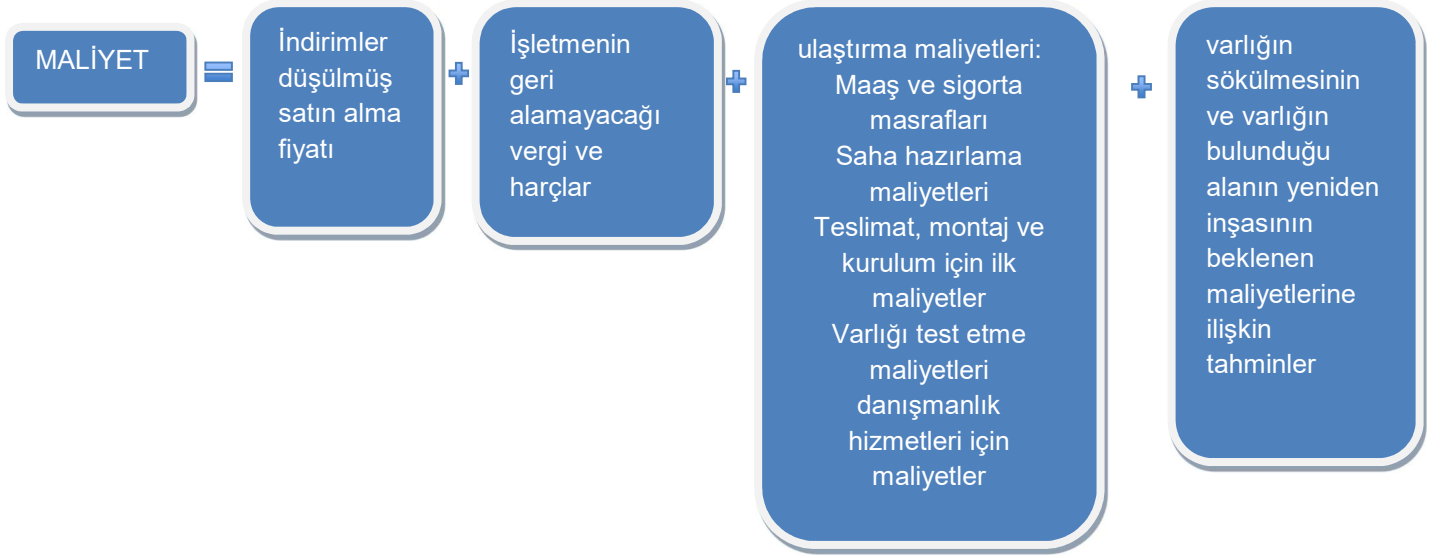 MALİYET
İndirimler
düşülmüş
satın alma
fiyatı
İşletmenin
geri
alamayacağı
vergi ve
harçlar
ulaştırma maliyetleri:
Maaş ve sigorta
masrafları
Saha hazırlama
maliyetleri
Teslimat, montaj ve
kurulum için ilk
maliyetler
Varlığı test etme
maliyetleri
danışmanlık
hizmetleri için
maliyetler
varlığın
sökülmesinin
ve varlığın
bulunduğu
alanın yeniden
inşasının
beklenen
maliyetlerine
ilişkin
tahminler